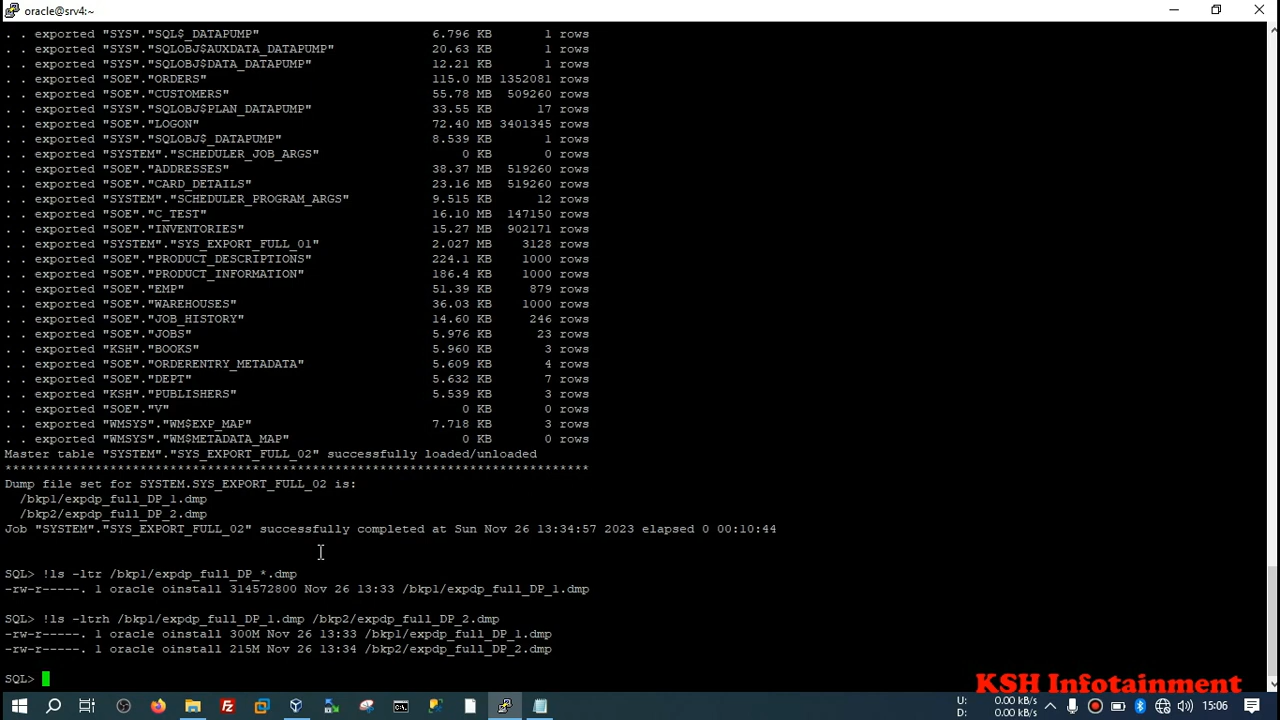 oracle@srv4:~
. . exported "SYS"."SQL$_DATAPUMP" 6.796 KB 1 rows
. . exported "SYS"."SQLOBJ$AUXDATA_DATAPUMP" 20.63 KB 1 rows
. . exported "SYS"."SQLOBJ$DATA_DATAPUMP" 12.21 KB 1 rows
. . exported "SOE"."ORDERS" 115.0 MB 1352081 rows
. . exported "SOE"."CUSTOMERS" 55.78 MB 509260 rows
. . exported "SYS"."SQLOBJ$PLAN_DATAPUMP" 33.55 KB 17 rows
. . exported "SOE"."LOGON" 72.40 MB 3401345 rows
. . exported "SYS"."SQLOBJ$_DATAPUMP" 8.539 KB 1 rows
. . exported "SYSTEM"."SCHEDULER_JOB_ARGS" 0 KB 0 rows
. . exported "SOE"."ADDRESSES" 38.37 MB 519260 rows
. . exported "SOE"."CARD_DETAILS" 23.16 MB 519260 rows
. . exported "SYSTEM"."SCHEDULER_PROGRAM_ARGS" 9.515 KB 12 rows
. . exported "SOE"."C_TEST" 16.10 MB 147150 rows
. . exported "SOE"."INVENTORIES" 15.27 MB 902171 rows
. . exported "SYSTEM"."SYS_EXPORT_FULL_01" 2.027 MB 3128 rows
. . exported "SOE"."PRODUCT_DESCRIPTIONS" 224.1 KB 1000 rows
. . exported "SOE"."PRODUCT_INFORMATION" 186.4 KB 1000 rows
. . exported "SOE"."EMP" 51.39 KB 879 rows
. . exported "SOE"."WAREHOUSES" 36.03 KB 1000 rows
. . exported "SOE"."JOB_HISTORY" 14.60 KB 246 rows
. . exported "SOE"."JOBS" 5.976 KB 23 rows
. . exported "KSH"."BOOKS" 5.960 KB 3 rows
. . exported "SOE"."ORDERENTRY_METADATA" 5.609 KB 4 rows
. . exported "SOE"."DEPT" 5.632 KB 7 rows
. . exported "KSH"."PUBLISHERS" 5.539 KB 3 rows
. . exported "SOE"."V" 0 KB 0 rows
. . exported "WMSYS"."WM$EXP_MAP" 7.718 KB 3 rows
. . exported "WMSYS"."WM$METADATA_MAP" 0 KB 0 rows
Master table "SYSTEM"."SYS_EXPORT_FULL_02" successfully loaded/unloaded
******************************************************************************
Dump file set for SYSTEM.SYS_EXPORT_FULL_02 is:
/bkp1/expdp_full_DP_1.dmp
/bkp2/expdp_full_DP_2.dmp
Job "SYSTEM"."SYS_EXPORT_FULL_02" successfully completed at Sun Nov 26 13:34:57 2023 elapsed 0 00:10:44
SQL> !ls -ltr /bkp1/expdp_full_DP_*.dmp
-rw-r-----. 1 oracle oinstall 314572800 Nov 26 13:33 /bkp1/expdp_full_DP_1.dmp
SQL> !ls -ltrh /bkp1/expdp_full_DP_1.dmp /bkp2/expdp_full_DP_2.dmp
-rw-r-----. 1 oracle oinstall 300M Nov 26 13:33 /bkp1/expdp_full_DP_1.dmp
-rw-r-----. 1 oracle oinstall 215M Nov 26 13:34 /bkp2/expdp_full_DP_2.dmp
SQL>
KSH Infotainment
U: 0.00 kB/s
D: 0.00 kB/s
15:06